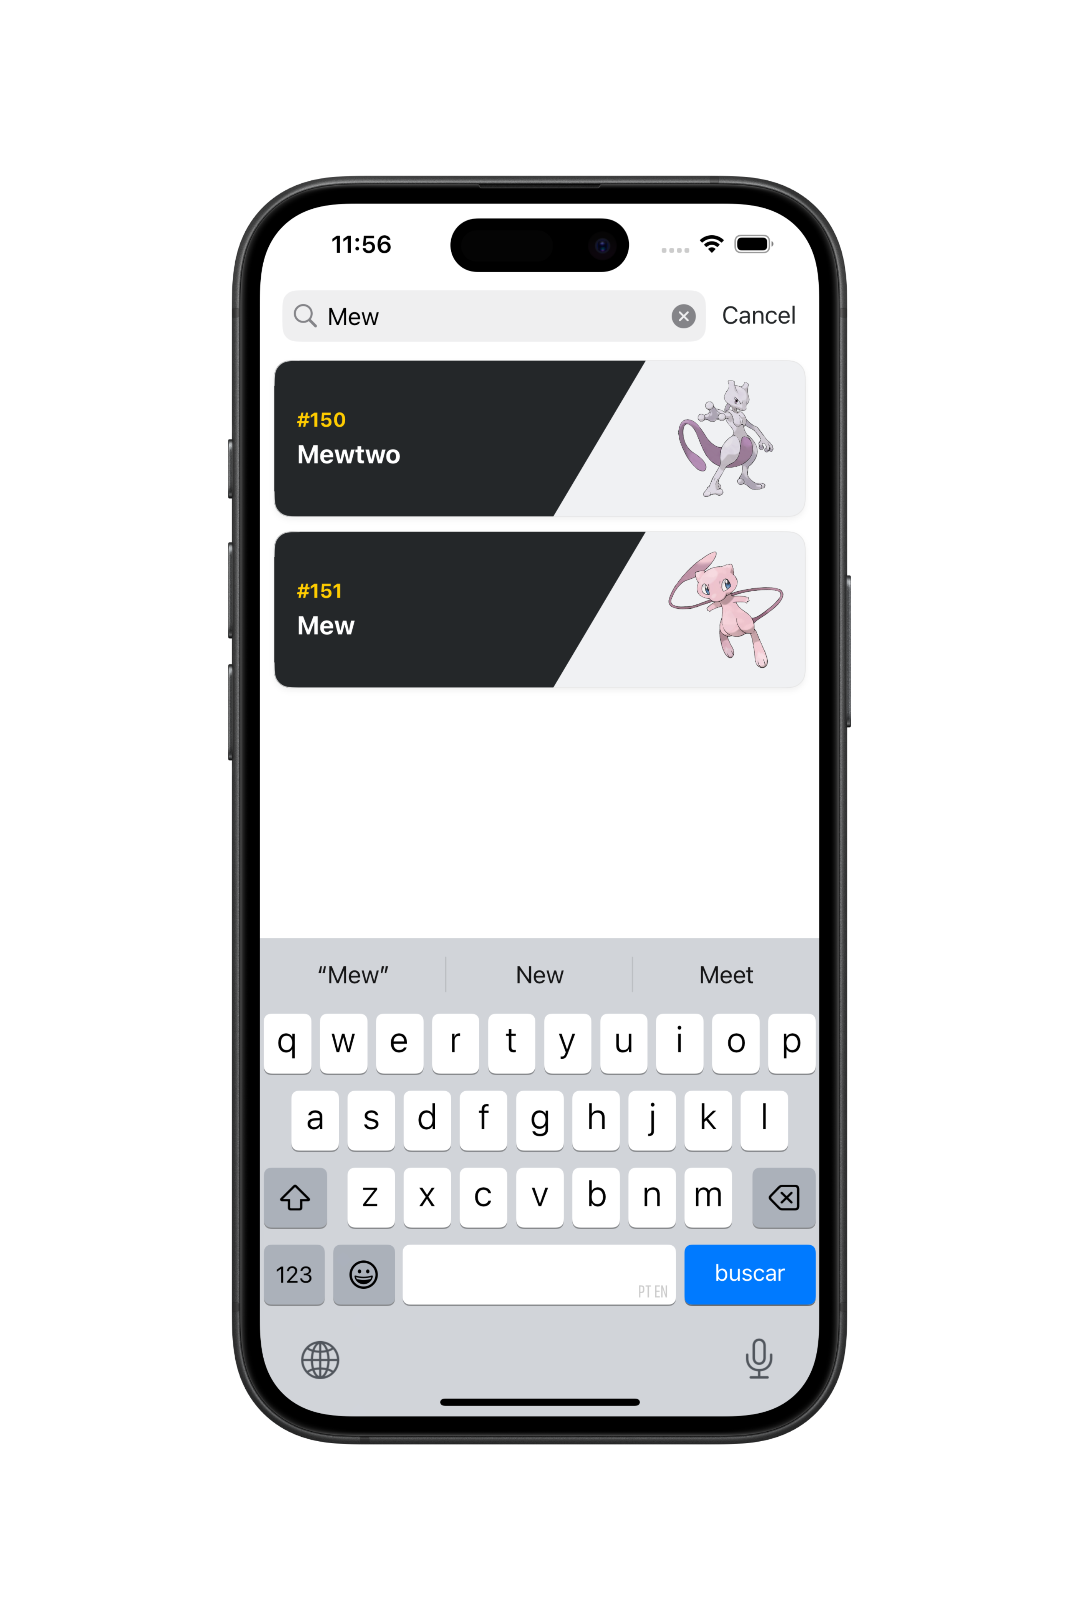 11:56
Mew
Cancel
#150
Mewtwo
#151
Mew
“Mew” New Meet
q w e r t y u i o p
a s d f g h j k l
z x c v b n m
123 PT EN buscar